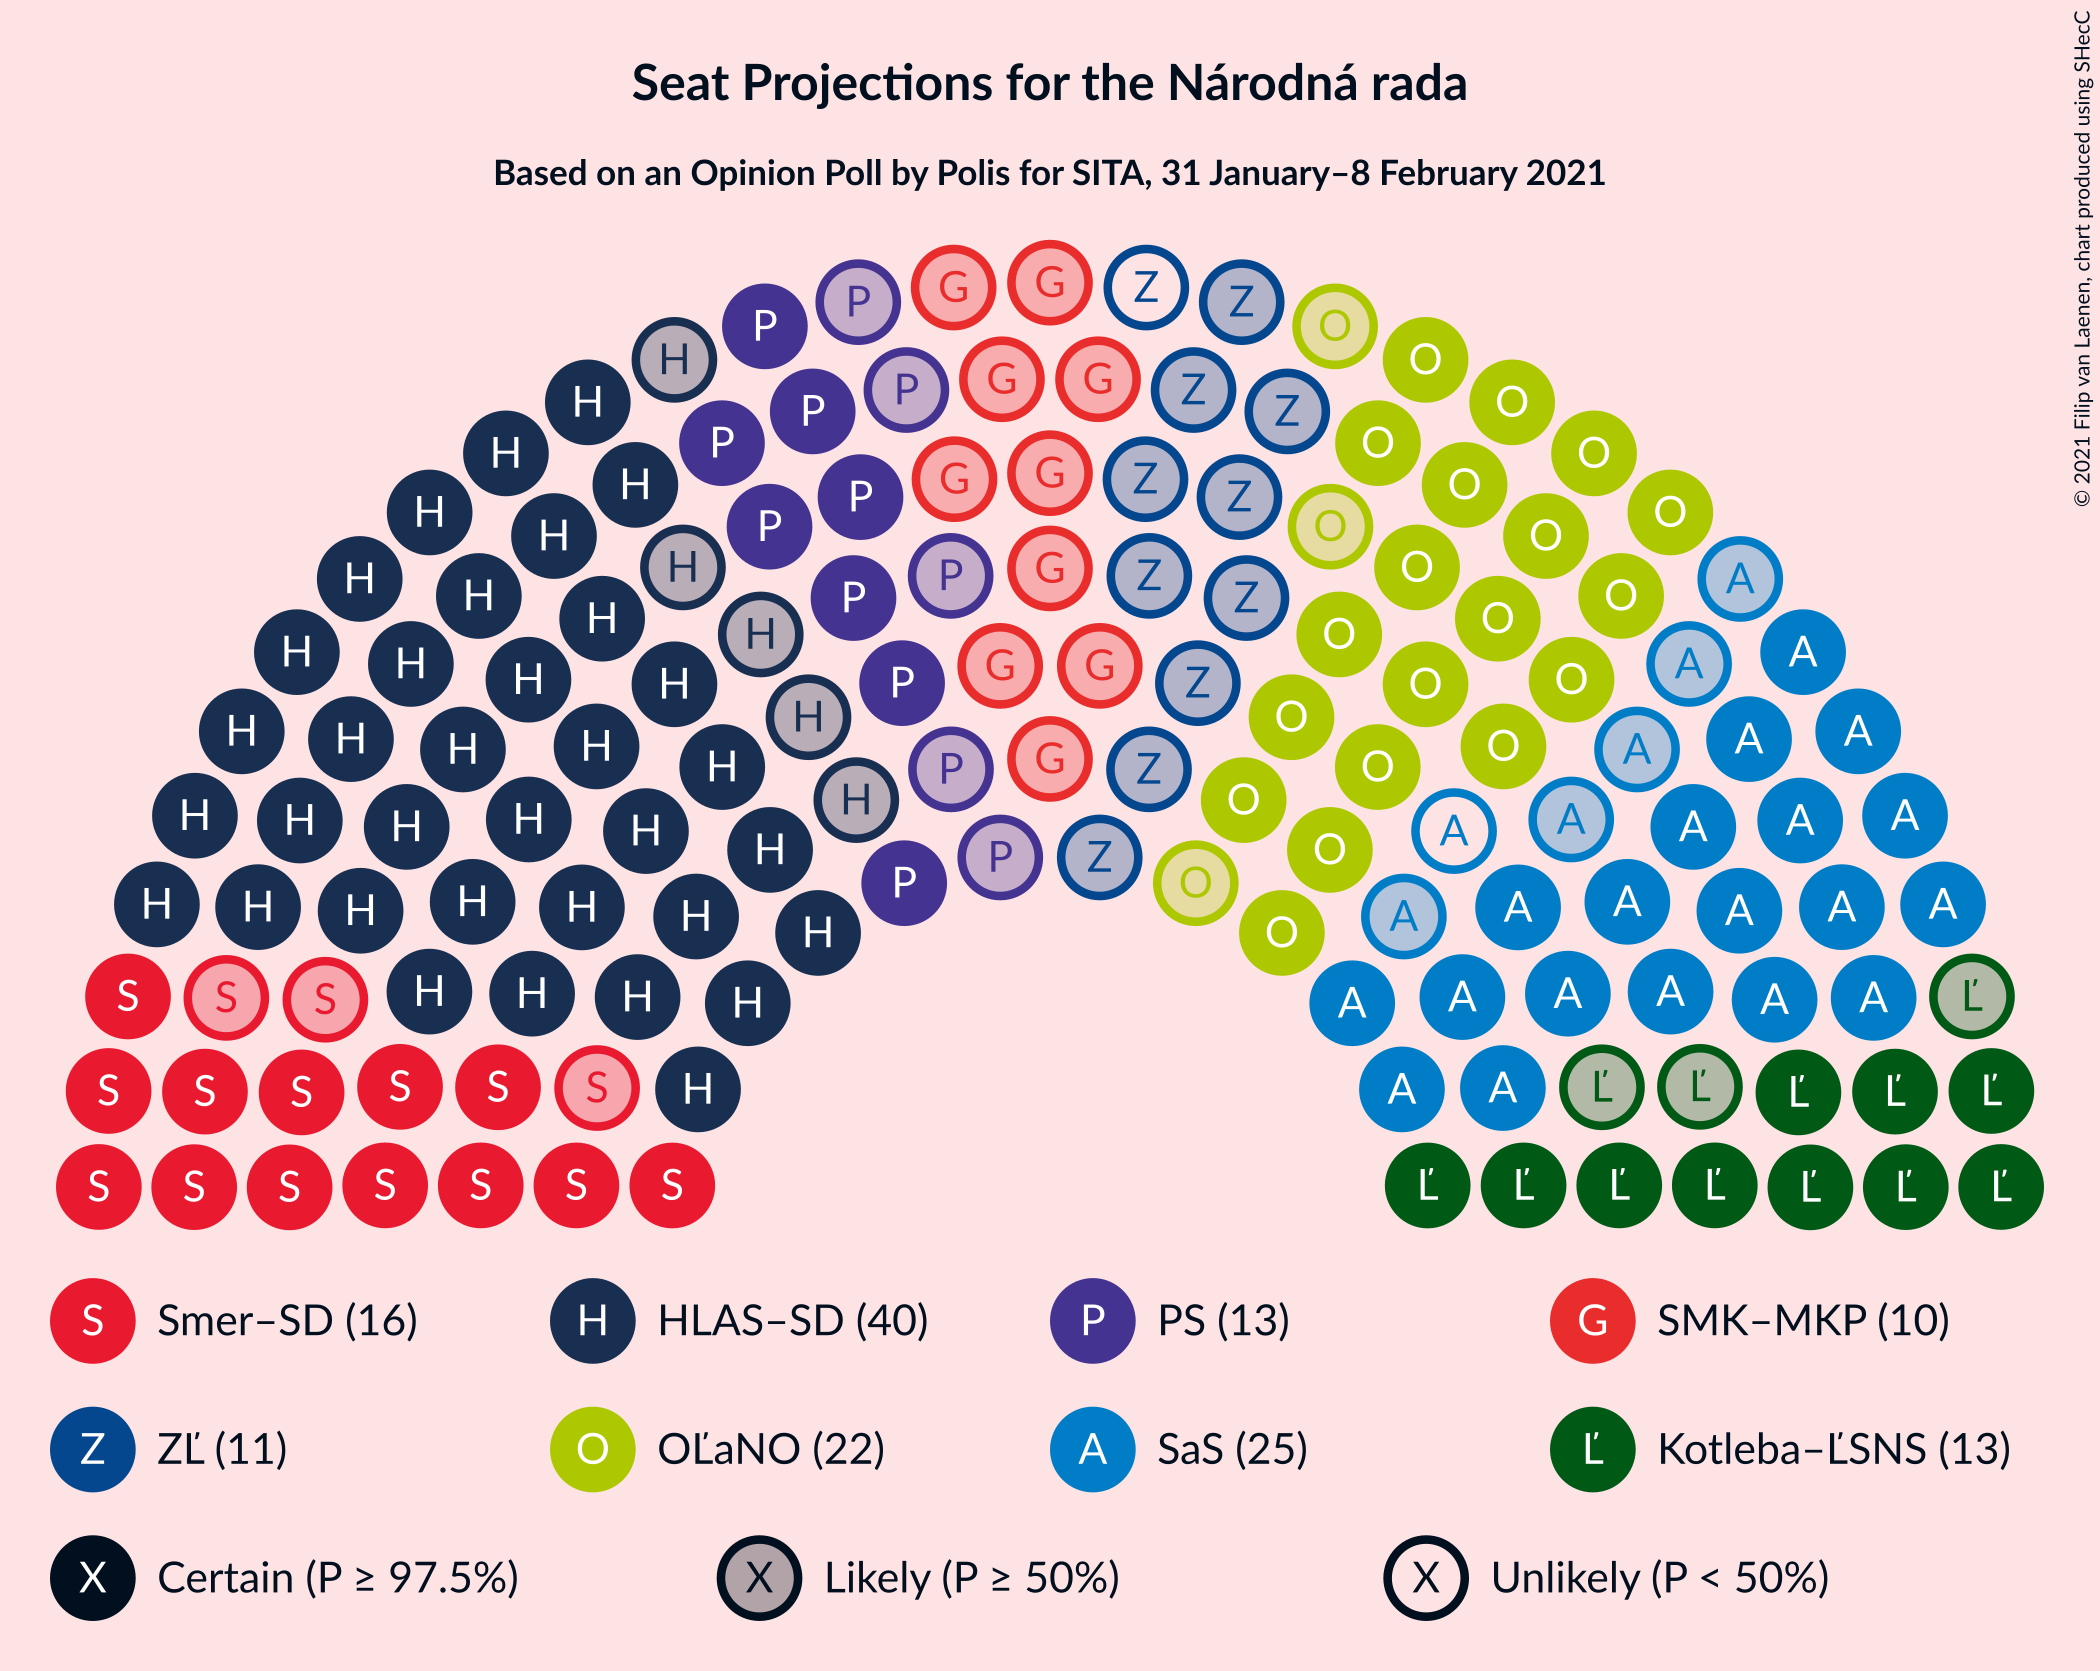 Seat Projections for the Národná rada
Based on an Opinion Poll by Polis for SITA, 31 January–8 February 2021
© 2021 Filip van Laenen, chart produced using SHecC
G
P G Z Z
P O
H P O
H P P G G Z Z O
H P G O O
H H P P G Z Z O O O
H H H P P G Z Z O O O A
H H H H P G G Z O O O A A
H H H H H P G Z O O O A A A
H H H H H H H P Z O O A A A A A
H H H H H H H P O O A A A A A A
S S S H H H H A A A A A A Ľ
S S S S S S H A A Ľ Ľ Ľ Ľ Ľ
S S S S S S S Ľ Ľ Ľ Ľ Ľ Ľ Ľ
S Smer–SD (16) H HLAS–SD (40) P PS (13) G SMK–MKP (10)
Z ZĽ (11) O OĽaNO (22) A SaS (25) Ľ Kotleba–ĽSNS (13)
X Certain (P ≥ 97.5%) X Likely (P ≥ 50%) X Unlikely (P < 50%)